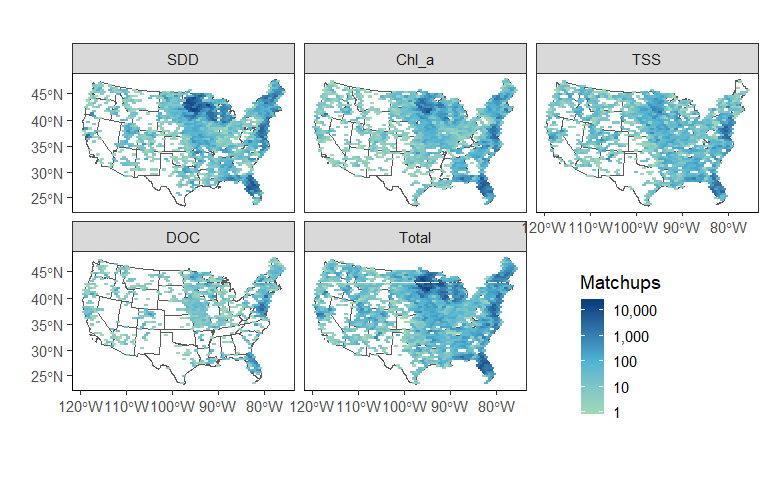 SDD Chl_a TSS
45°N
40°N
35°N
30°N
25°N
120°W 110°W 100°W 90°W 80°W
DOC Total
45°N
40°N
35°N
30°N
25°N
120°W 110°W 100°W 90°W 80°W 120°W 110°W 100°W 90°W 80°W
Matchups
10,000
1,000
100
10
1